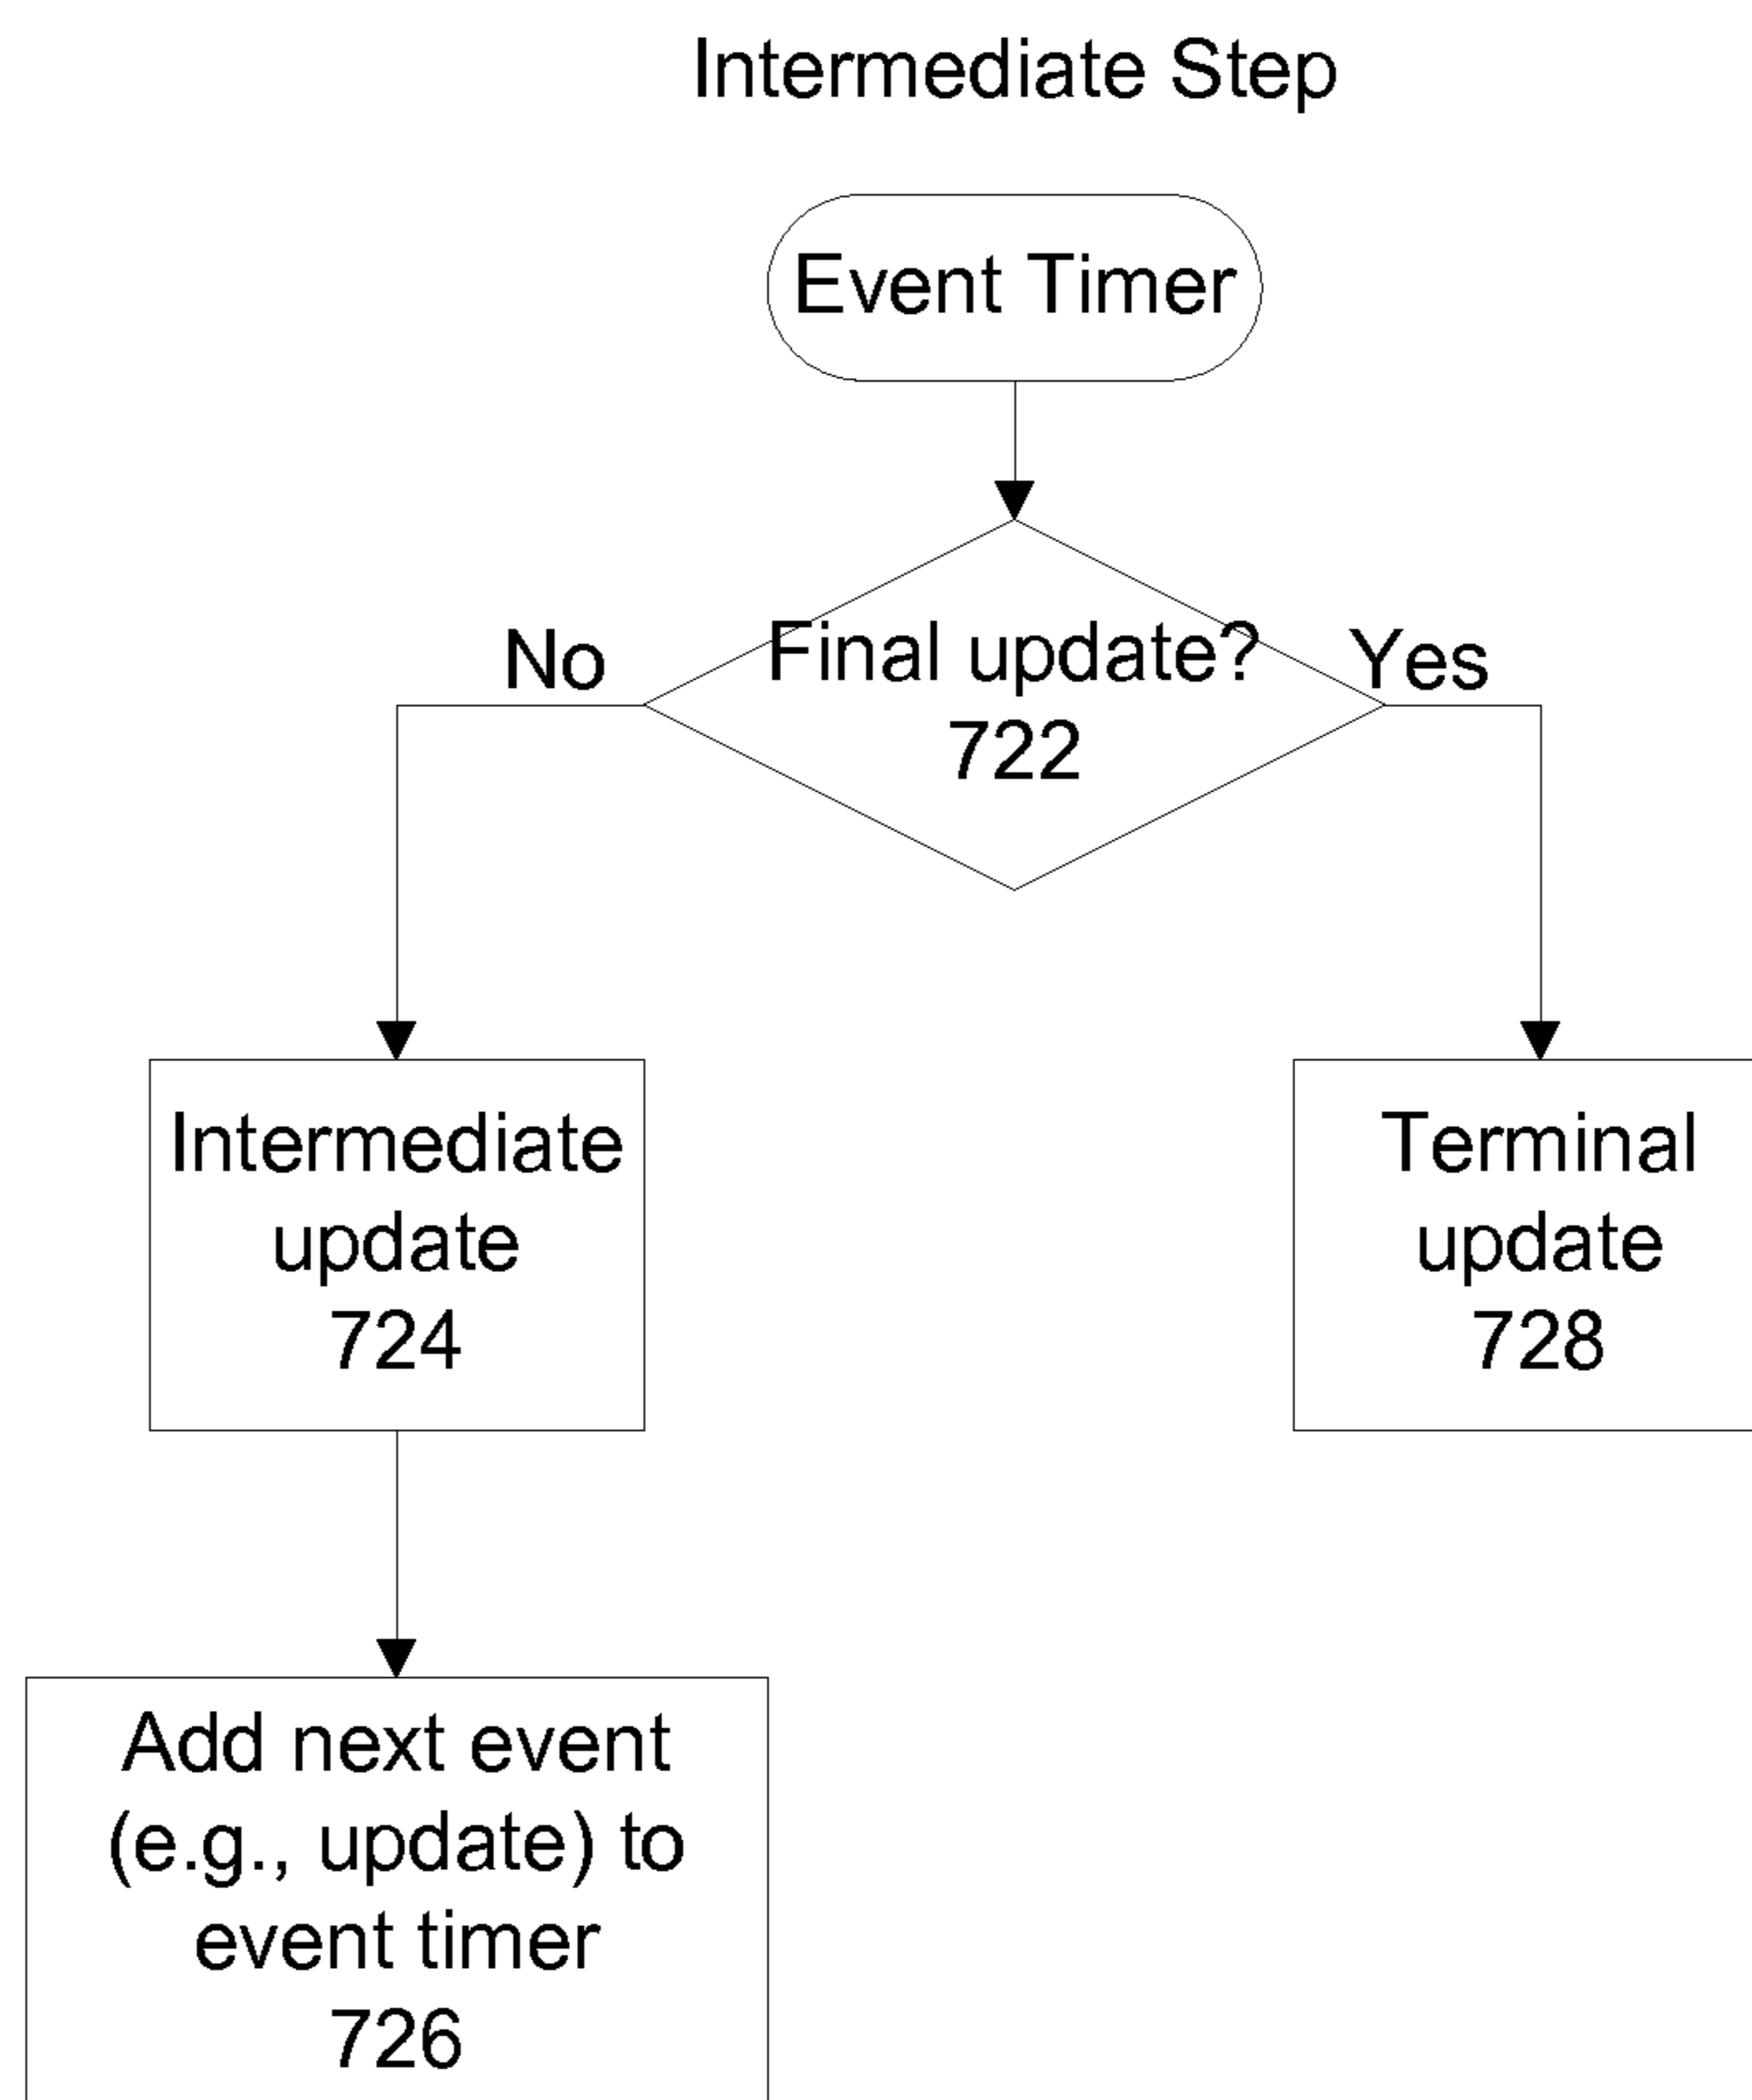 Intermediate Step
Event Timer
Final update?
722
No
Yes
Intermediate
update
724
Terminal
update
728
Add next event
(e.g., update) to
event timer
726